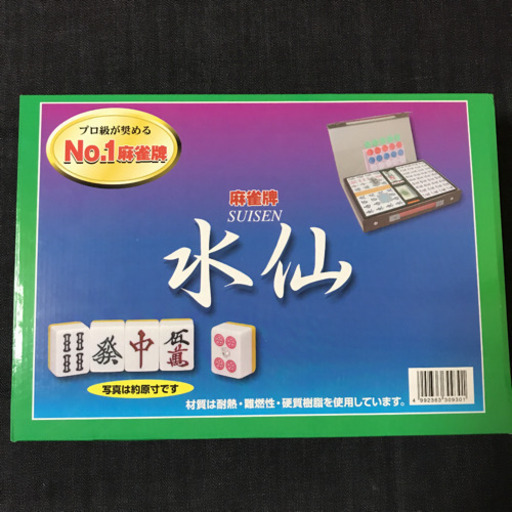 プロ級が奨める
No.1麻雀牌
麻雀牌
SUISEN
水仙
發
中
伍
萬
写真は約原寸です
材質は耐熱・難燃性・硬質樹脂を使用しています。